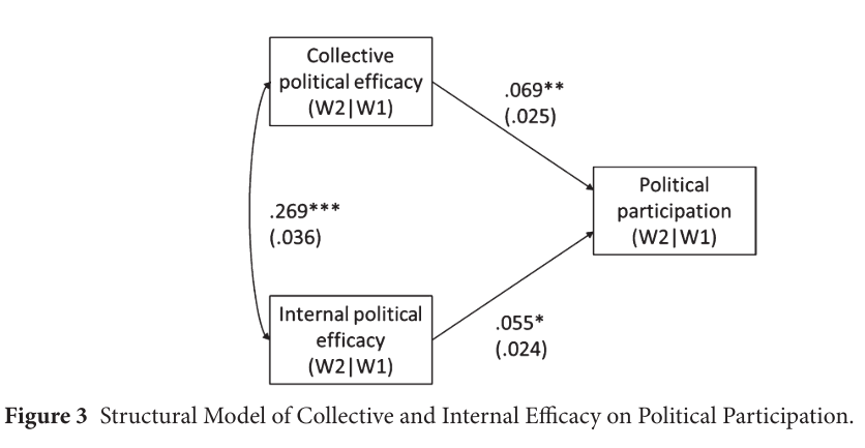 Collective
political efficacy
(W2|W1)
.069**
(.025)
Political
participation
(W2|W1)
.269***
(.036)
Internal political
efficacy
(W2|W1)
.055*
(.024)
Figure 3 Structural Model of Collective and Internal Efficacy on Political Participation.